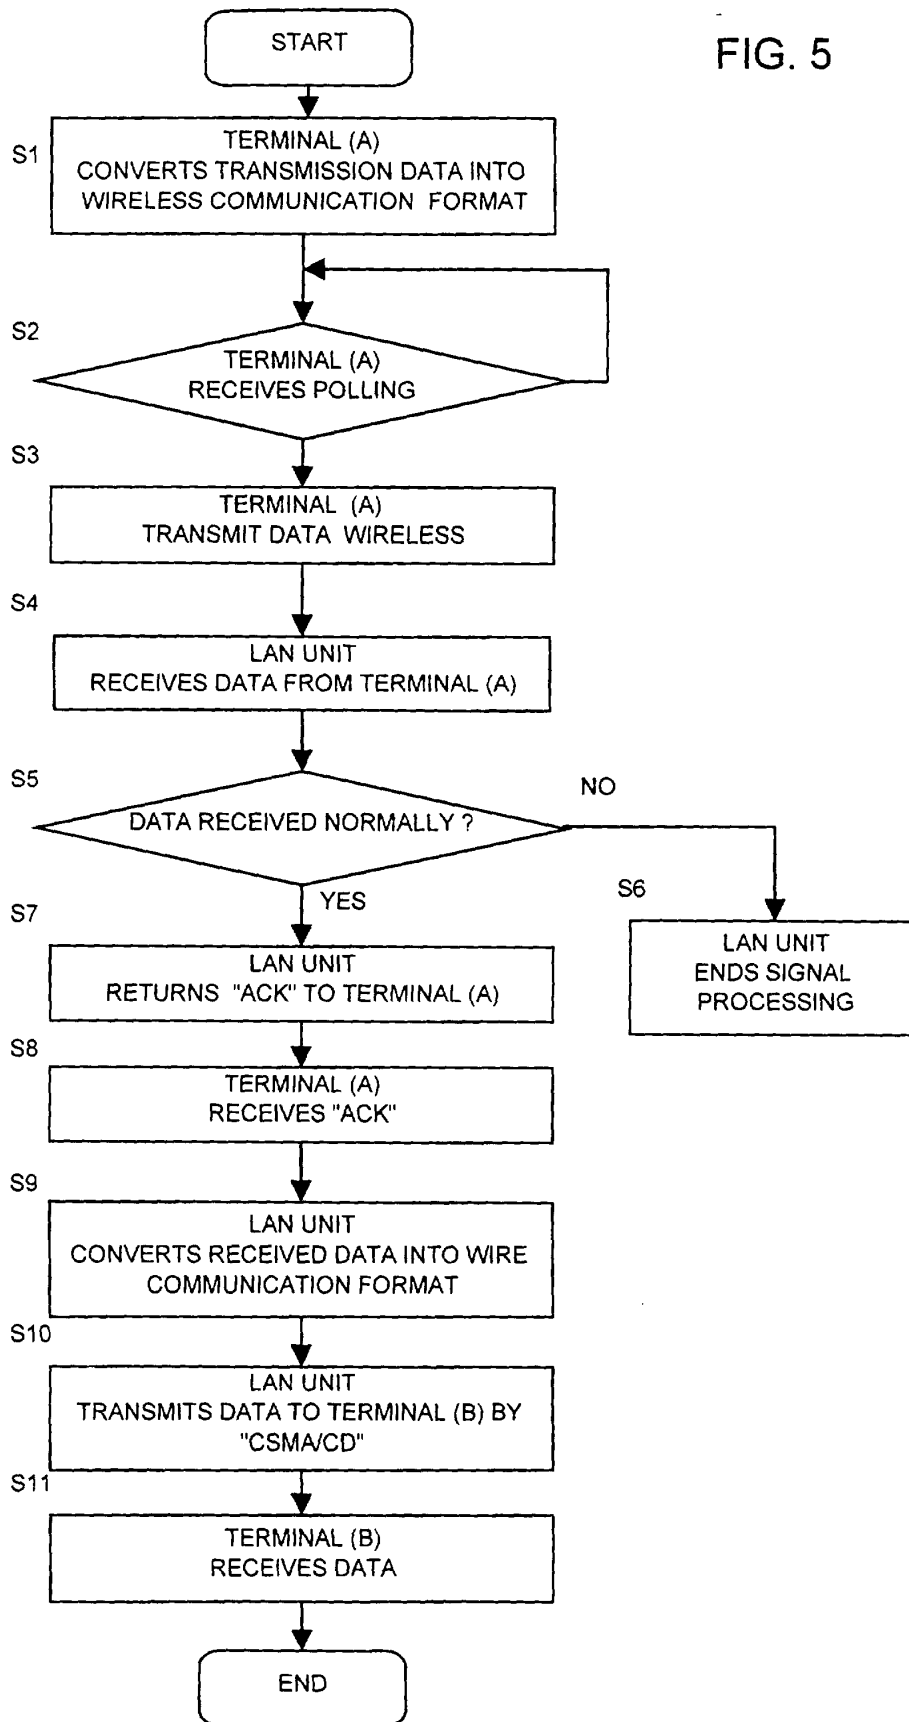 FIG. 5
START
S1
TERMINAL (A)
CONVERTS TRANSMISSION DATA INTO
WIRELESS COMMUNICATION FORMAT
S2
TERMINAL (A)
RECEIVES POLLING
S3
TERMINAL (A)
TRANSMIT DATA WIRELESS
S4
LAN UNIT
RECEIVES DATA FROM TERMINAL (A)
S5
DATA RECEIVED NORMALLY ?
NO
YES
S6
LAN UNIT
ENDS SIGNAL
PROCESSING
S7
LAN UNIT
RETURNS "ACK" TO TERMINAL (A)
S8
TERMINAL (A)
RECEIVES "ACK"
S9
LAN UNIT
CONVERTS RECEIVED DATA INTO WIRE
COMMUNICATION FORMAT
S10
LAN UNIT
TRANSMITS DATA TO TERMINAL (B) BY
"CSMA/CD"
S11
TERMINAL (B)
RECEIVES DATA
END